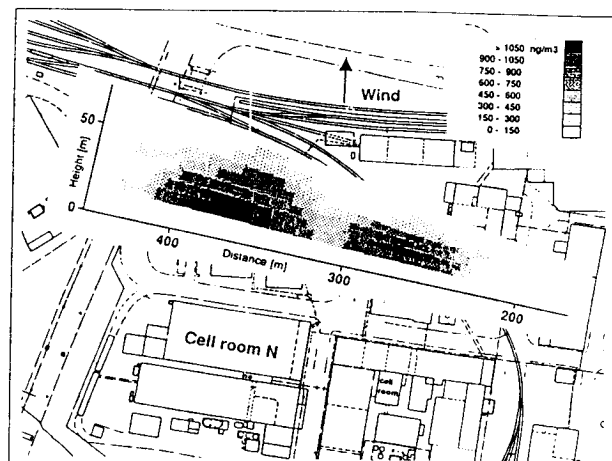 > 1050 ng/m3
900 - 1050
750 - 900
600 - 750
450 - 600
300 - 450
150 - 300
0 - 150
Wind
50
Height [m]
0
400
Distance [m]
300
200
Cell room N
cell
room